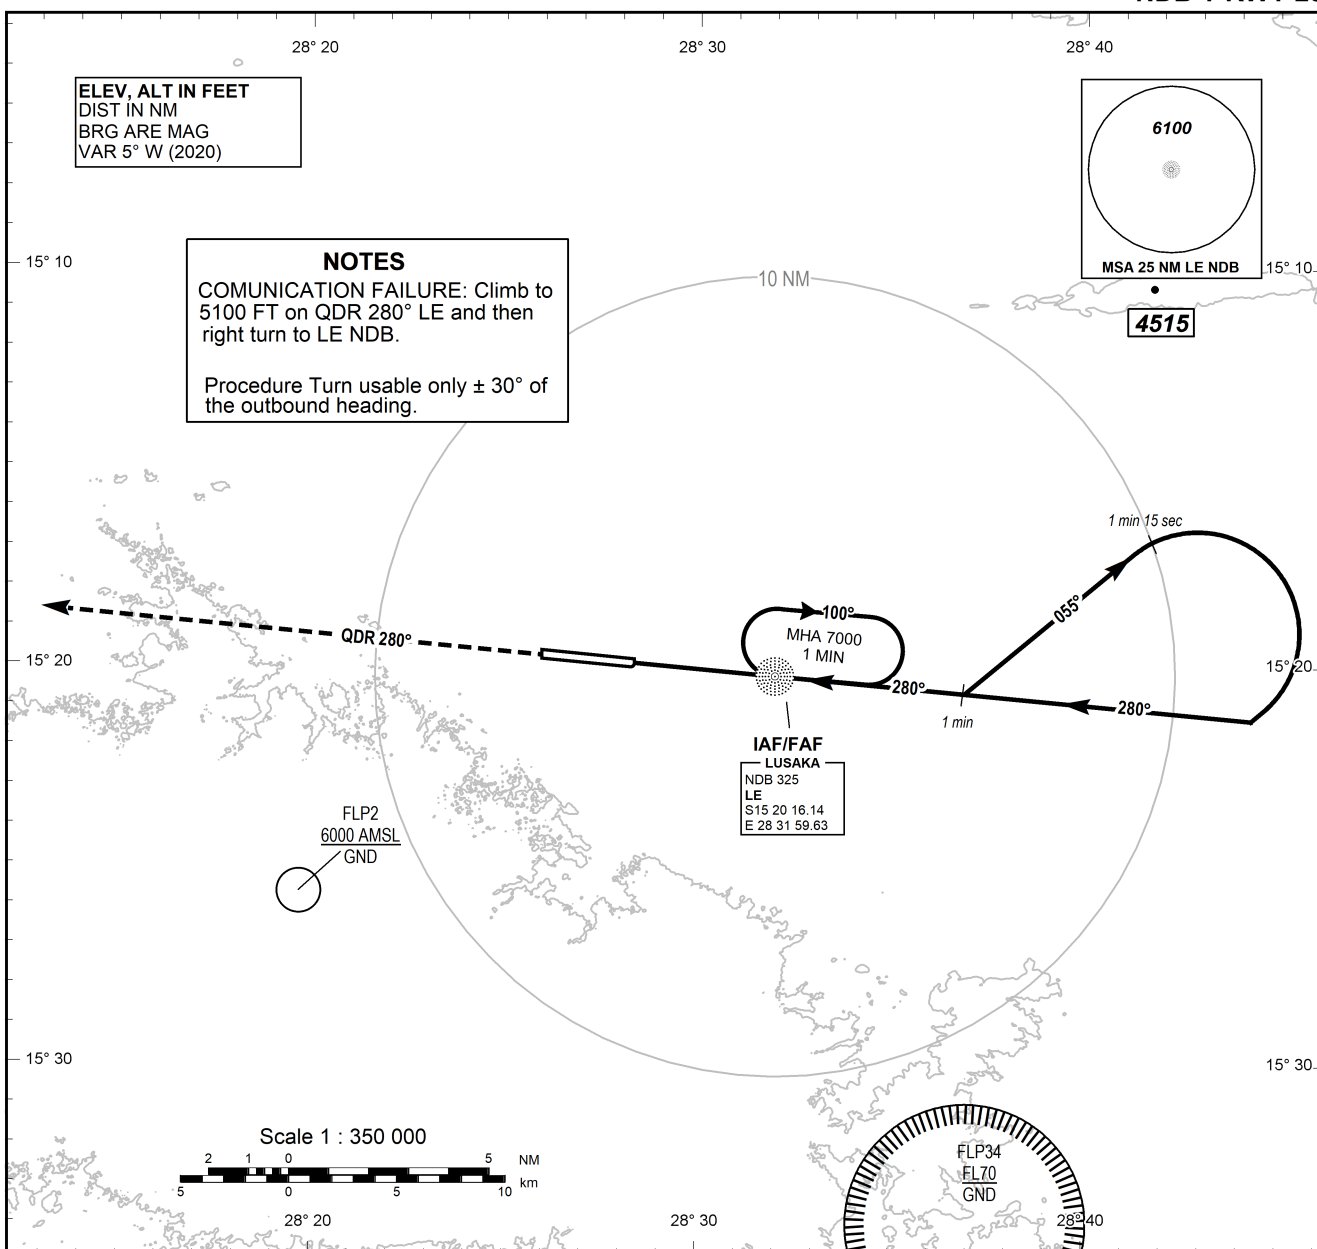 28° 20
28° 30
28° 40
ELEV, ALT IN FEET
DIST IN NM
BRG ARE MAG
VAR 5° W (2020)
6100
MSA 25 NM LE NDB
15° 10
15° 10
4515
NOTES
COMUNICATION FAILURE: Climb to
5100 FT on QDR 280° LE and then
right turn to LE NDB.
Procedure Turn usable only ± 30° of
the outbound heading.
10 NM
1 min 15 sec
055°
100°
MHA 7000
1 MIN
QDR 280°
15° 20
15° 20
280°
280°
1 min
IAF/FAF
LUSAKA
NDB 325
LE
S15 20 16.14
E 28 31 59.63
FLP2
6000 AMSL
GND
15° 30
15° 30
Scale 1 : 350 000
2 1 0 5 NM
5 0 5 10 km
FLP34
FL70
GND
28° 20
28° 30
28° 40